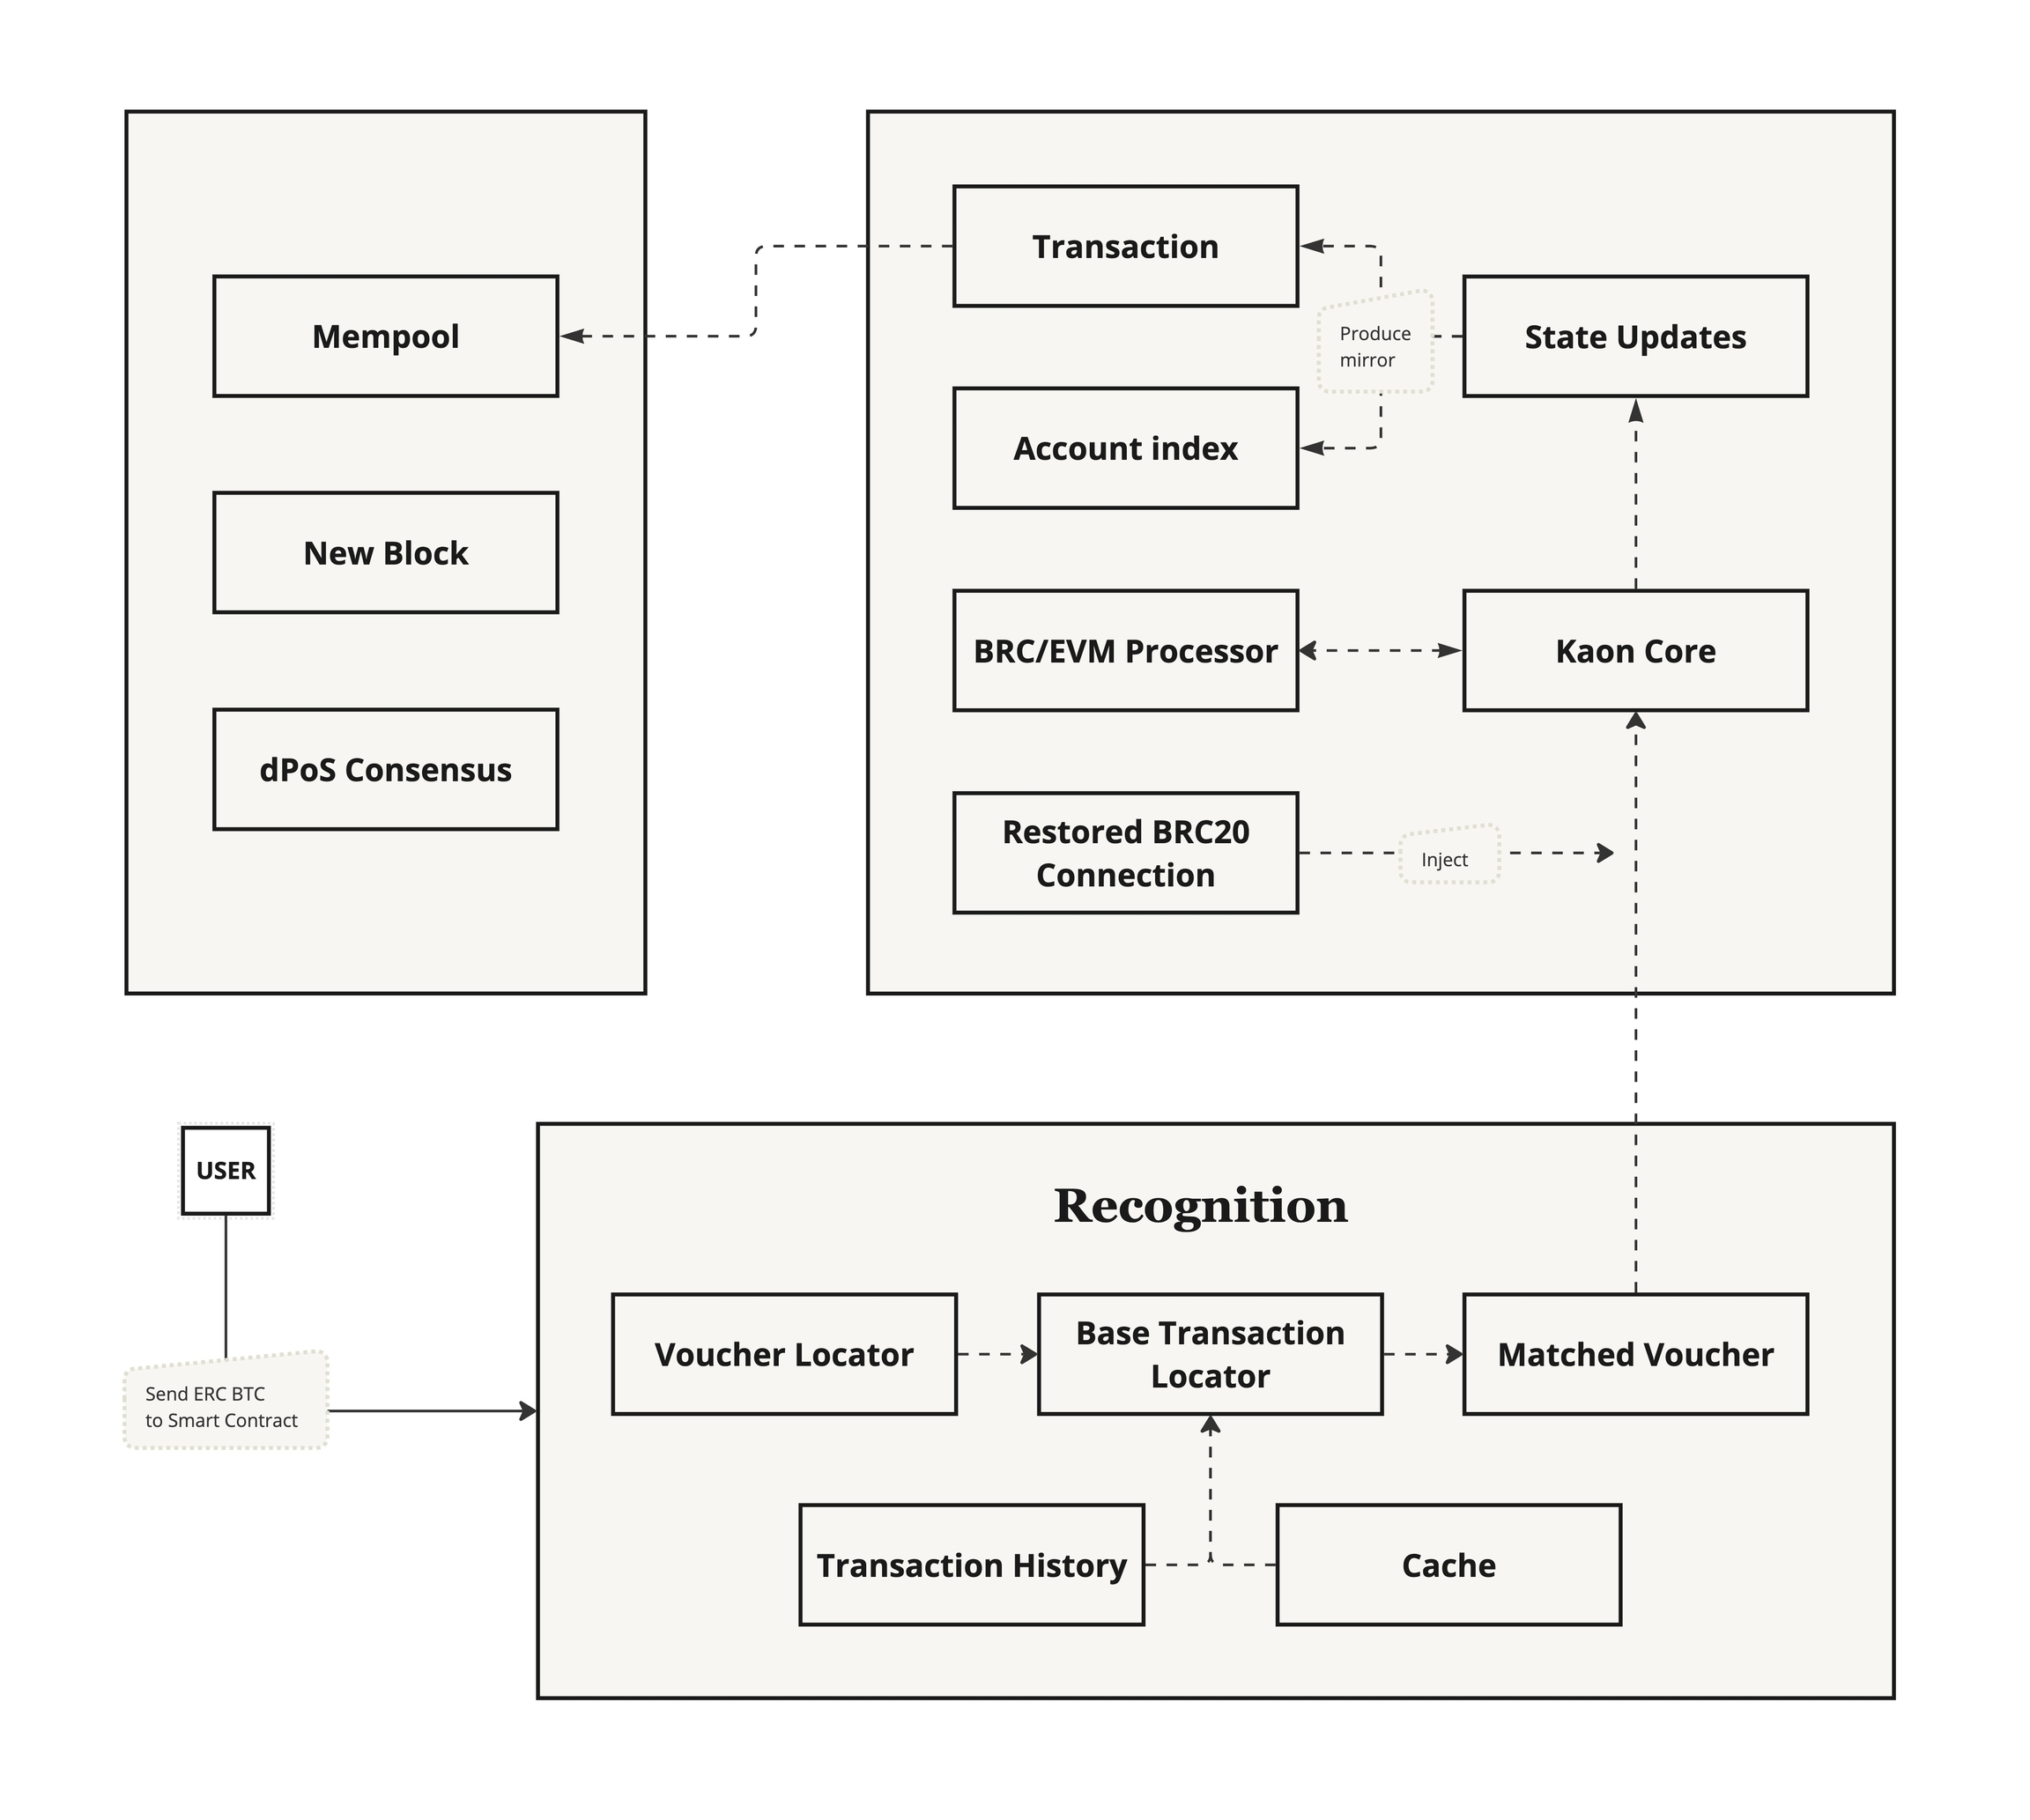 Mempool
New Block
dPoS Consensus
Transaction
Account index
Produce
mirror
State Updates
BRC/EVM Processor
Kaon Core
Restored BRC20
Connection
Inject
USER
Send ERC BTC
to Smart Contract
Recognition
Voucher Locator
Base Transaction
Locator
Matched Voucher
Transaction History
Cache